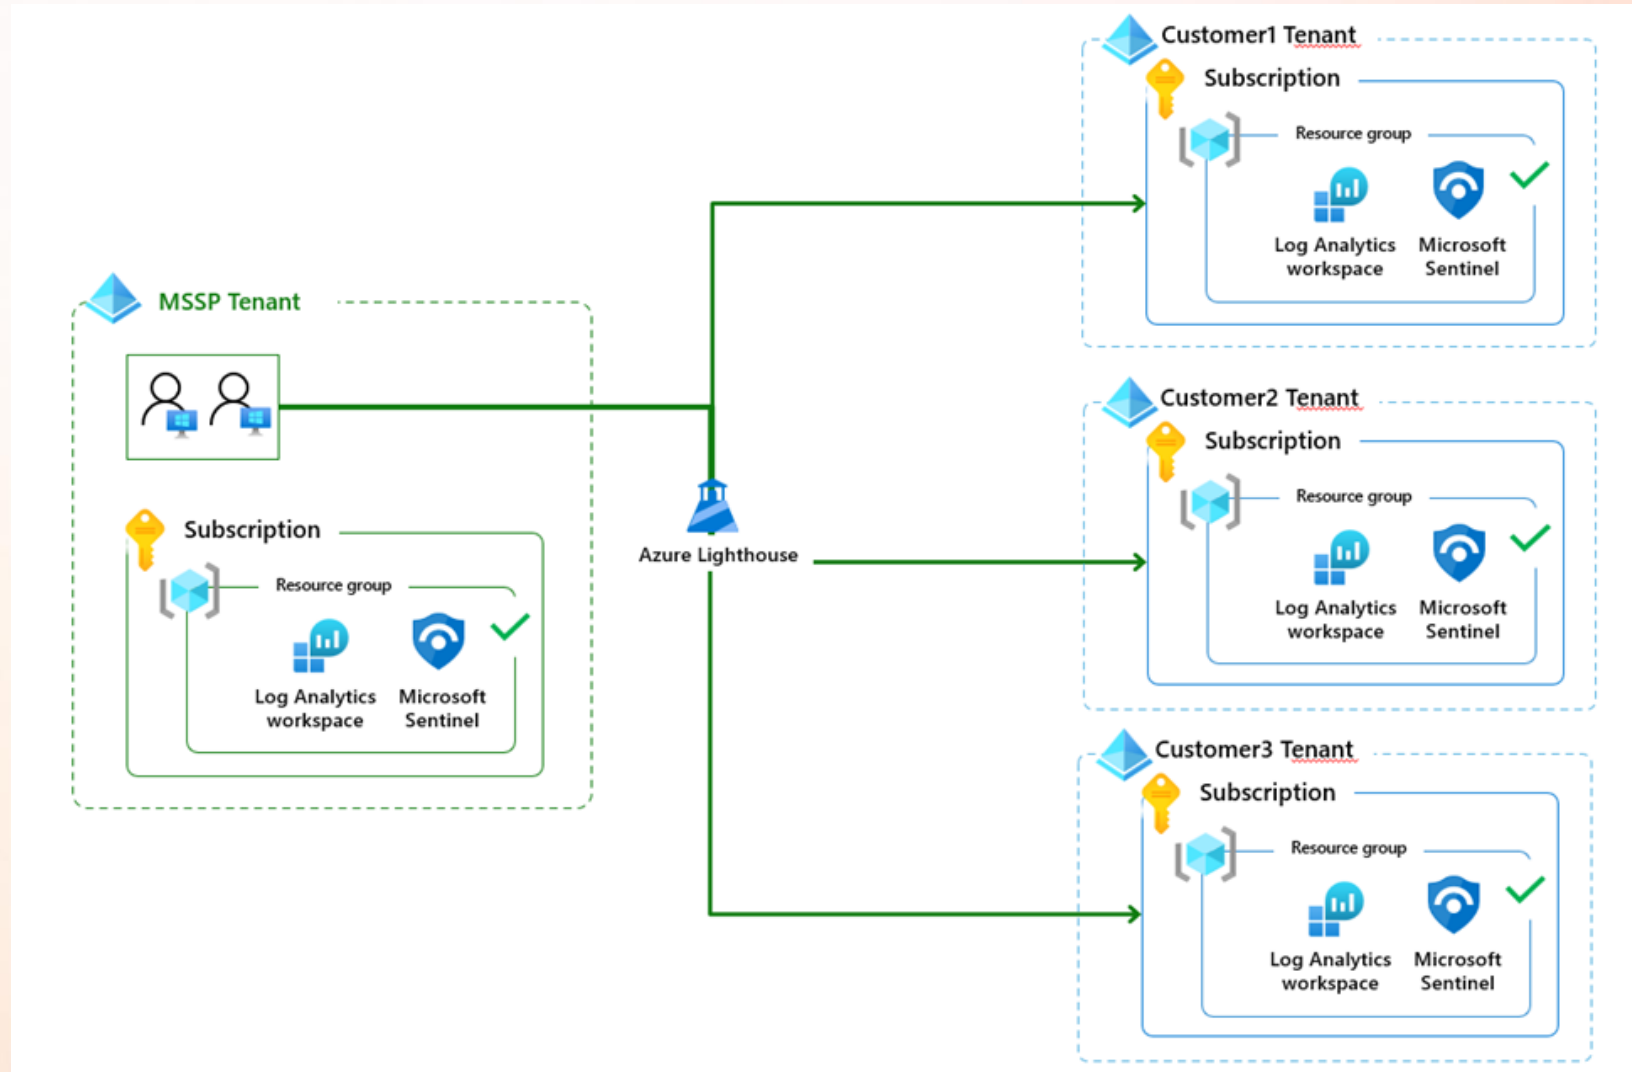 Customer1 Tenant
Subscription
Resource group
Log Analytics
workspace
Microsoft
Sentinel
MSSP Tenant
Subscription
Resource group
Log Analytics
workspace
Microsoft
Sentinel
Azure Lighthouse
Customer2 Tenant
Subscription
Resource group
Log Analytics
workspace
Microsoft
Sentinel
Customer3 Tenant
Subscription
Resource group
Log Analytics
workspace
Microsoft
Sentinel